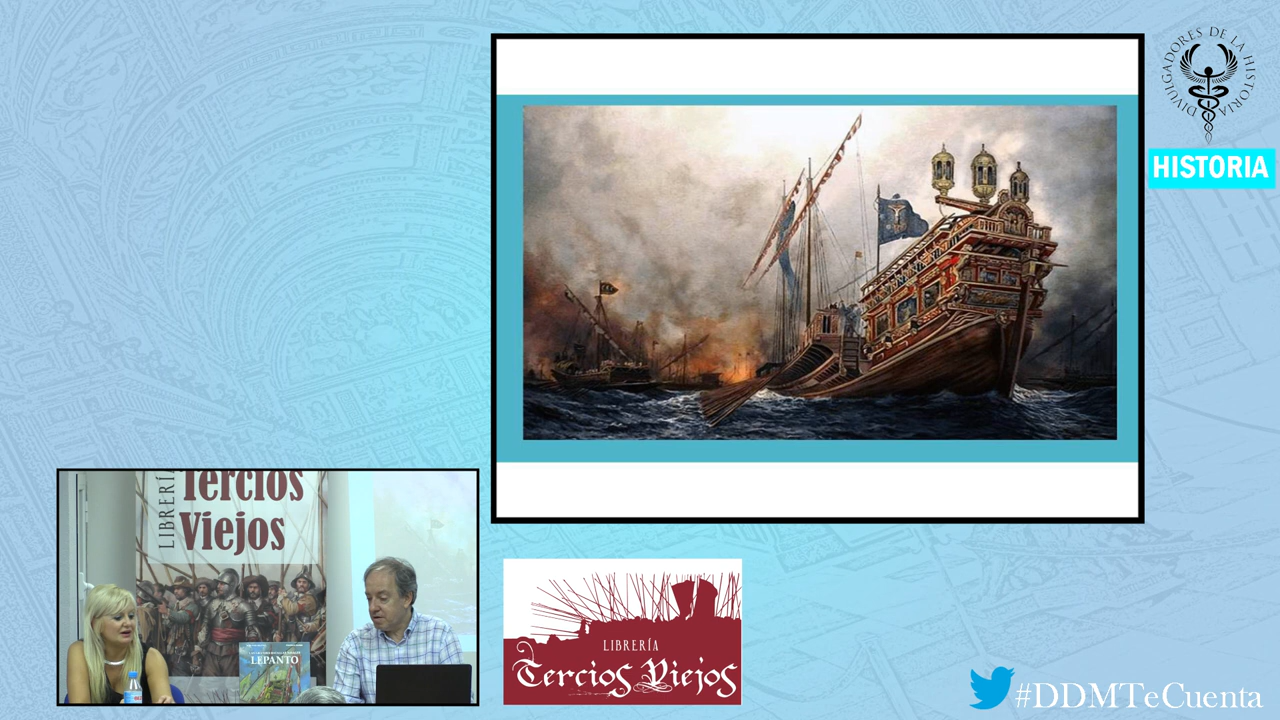 DIVULGADORES DE LA HISTORIA
HISTORIA
LIBRERÍA
Tercios
Viejos
LEPANTO
LIBRERÍA
Tercios Viejos
#DDMTeCuenta